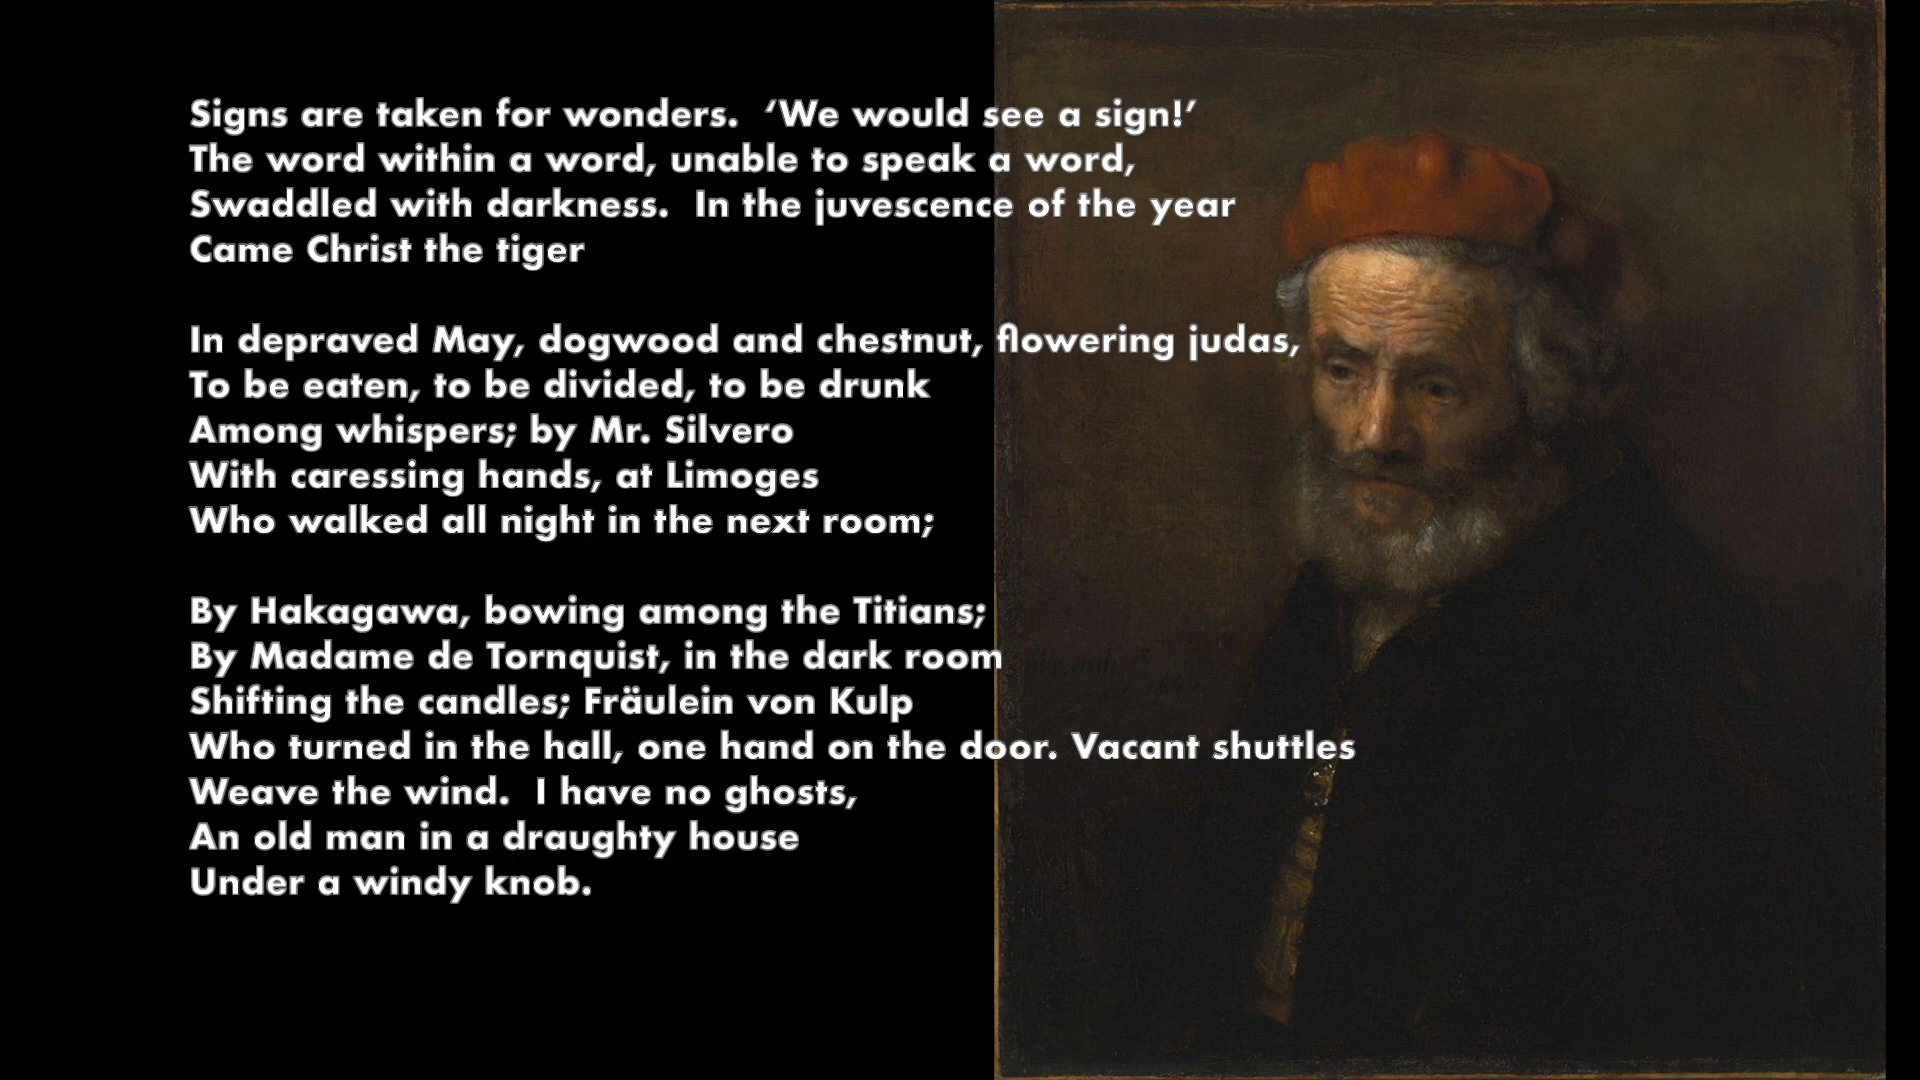 Signs are taken for wonders.  ‘We would see a sign!’
The word within a word, unable to speak a word,
Swaddled with darkness.  In the juvescence of the year
Came Christ the tiger

In depraved May, dogwood and chestnut, flowering judas,
To be eaten, to be divided, to be drunk
Among whispers; by Mr. Silvero
With caressing hands, at Limoges
Who walked all night in the next room;

By Hakagawa, bowing among the Titians;
By Madame de Tornquist, in the dark room
Shifting the candles; Fräulein von Kulp
Who turned in the hall, one hand on the door. Vacant shuttles
Weave the wind.  I have no ghosts,
An old man in a draughty house
Under a windy knob.